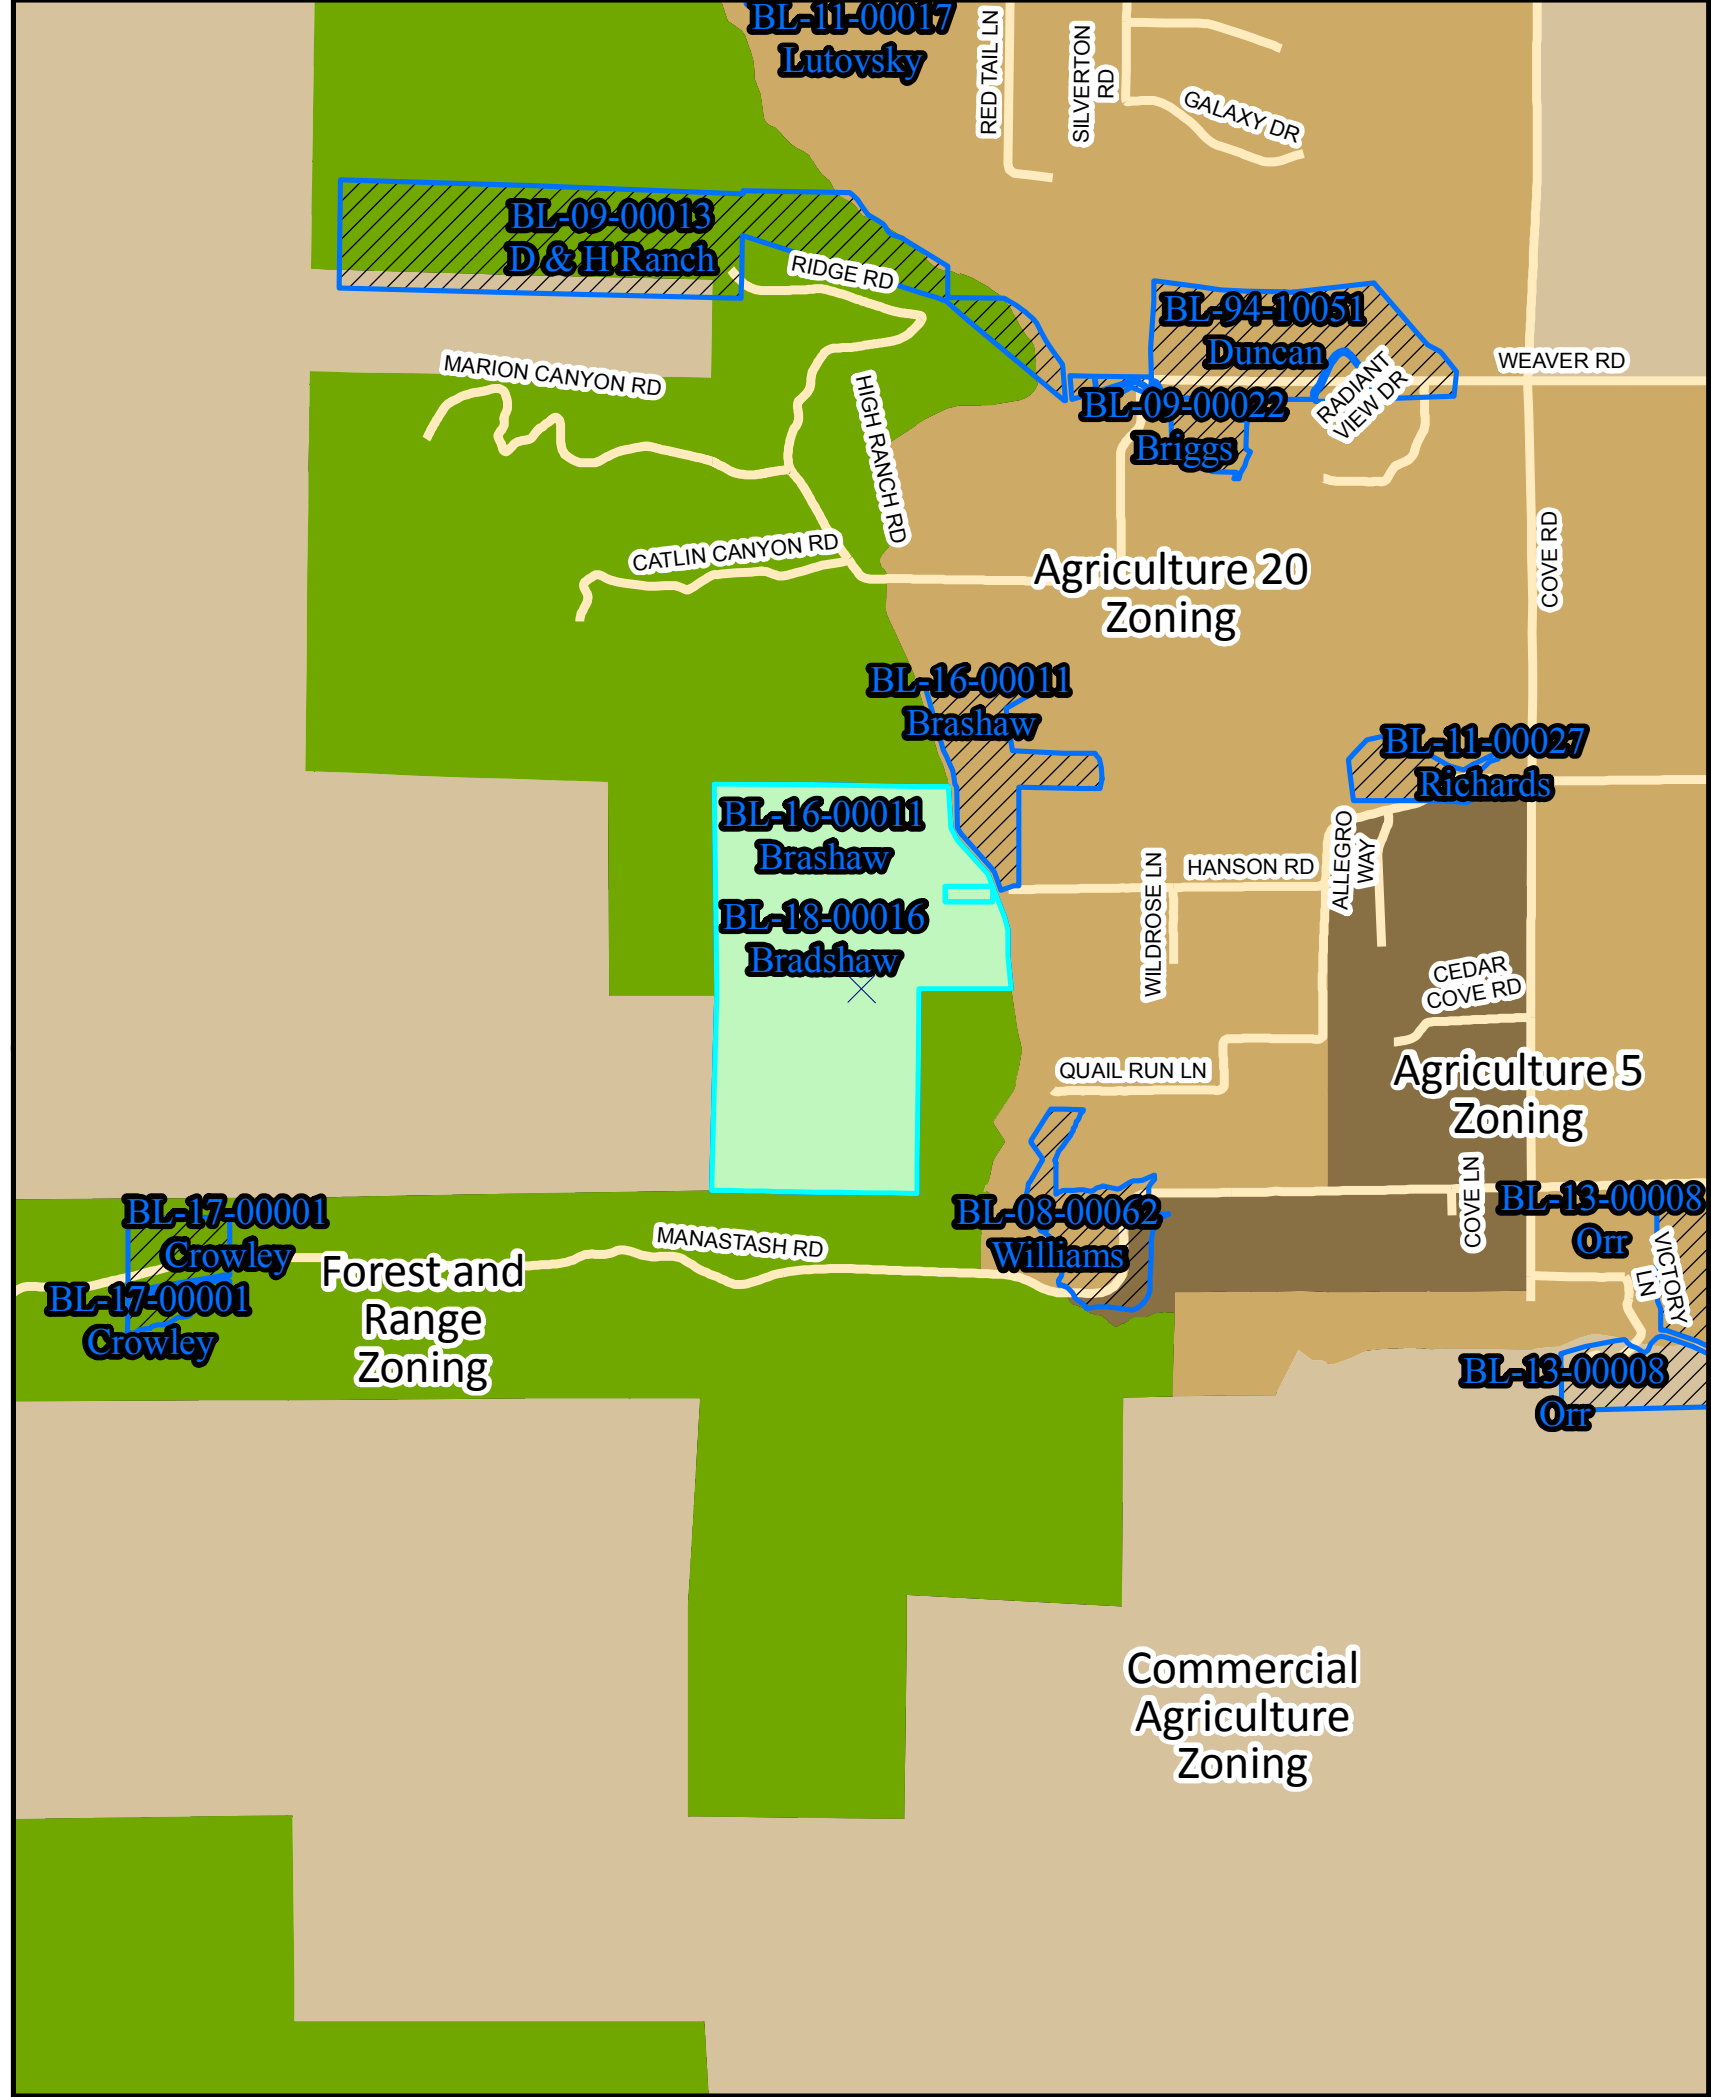 BL-11-00017
Lutovsky
RED TAIL LN
SILVERTON
RD
GALAXY DR
BL-09-00013
D & H Ranch
RIDGE RD
BL-94-10051
Duncan
WEAVER RD
MARION CANYON RD
HIGH RANCH RD
BL-09-00022
Briggs
RADIANT
VIEW DR
CATLIN CANYON RD
Agriculture 20
Zoning
COVE RD
BL-16-00011
Brashaw
BL-11-00027
Richards
BL-16-00011
Brashaw
ALLEGRO
WAY
WILDROSE LN
HANSON RD
BL-18-00016
Bradshaw
CEDAR
COVE RD
QUAIL RUN LN
Agriculture 5
Zoning
COVE LN
BL-17-00001
Crowley
BL-08-00062
Williams
BL-13-00008
Orr
MANASTASH RD
VICTORY
LN
BL-17-00001
Crowley
Forest and
Range
Zoning
BL-13-00008
Orr
Commercial
Agriculture
Zoning